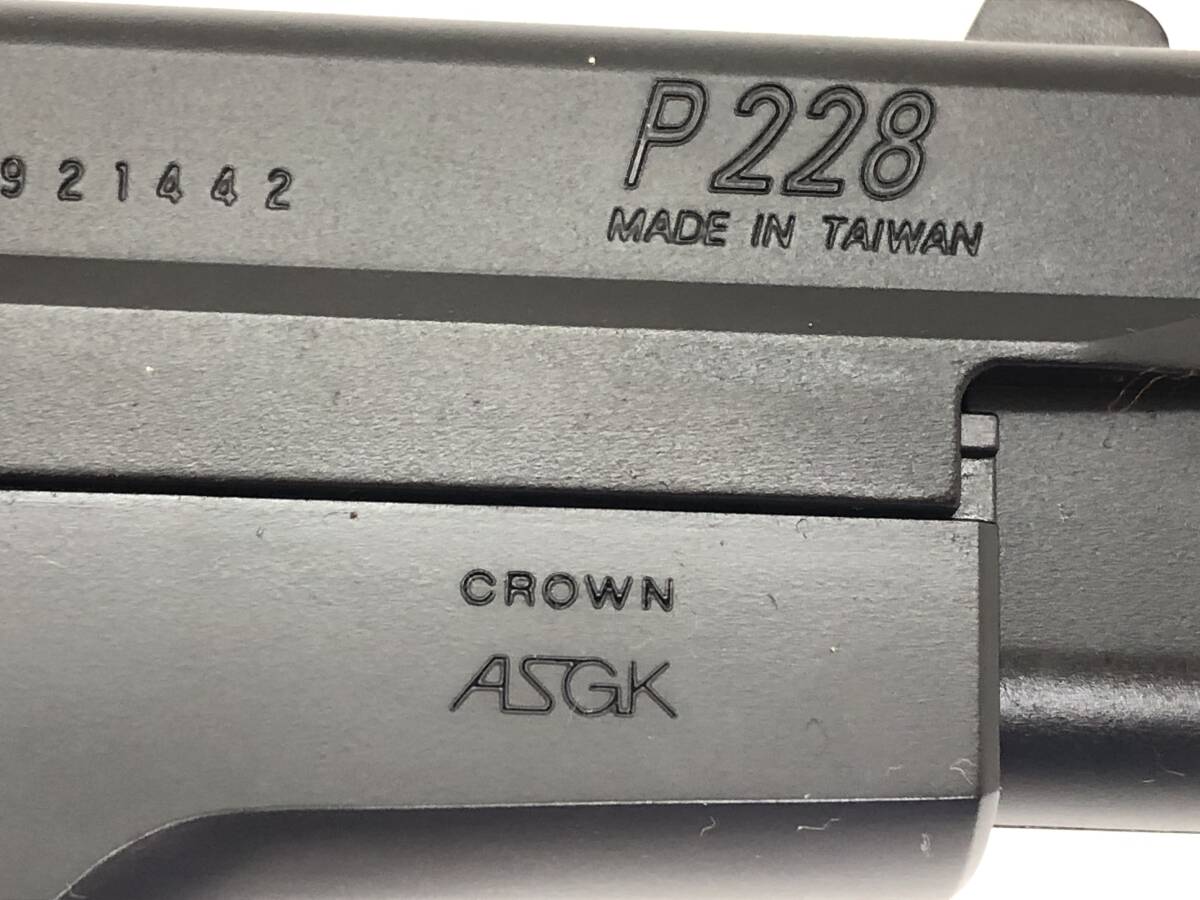 P228
921442
MADE IN TAIWAN
CROWN
ASGK